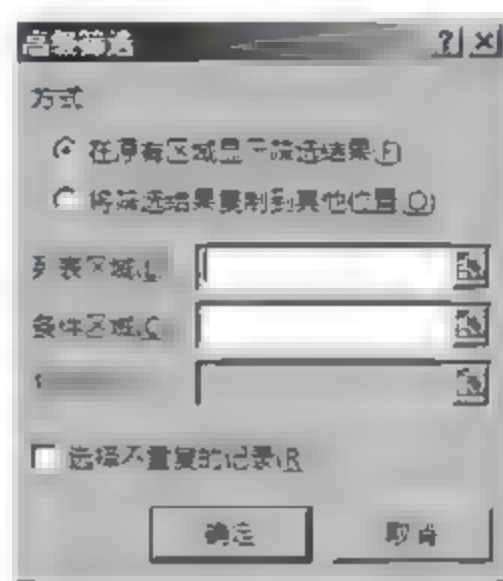 高级筛选
方式
在原有区域显示筛选结果(F)
将筛选结果复制到其他位置(O)
列表区域(L)
条件区域(C)
选择不重复的记录(R)
确定 取消